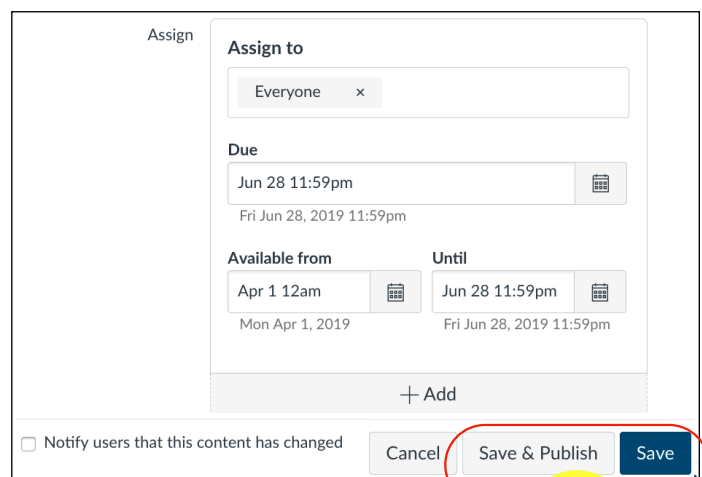 Assign
Assign to
Everyone ×
Due
Jun 28 11:59pm
Fri Jun 28, 2019 11:59pm
Available from Until
Apr 1 12am Jun 28 11:59pm
Mon Apr 1, 2019 Fri Jun 28, 2019 11:59pm
+ Add
Notify users that this content has changed Cancel Save & Publish Save